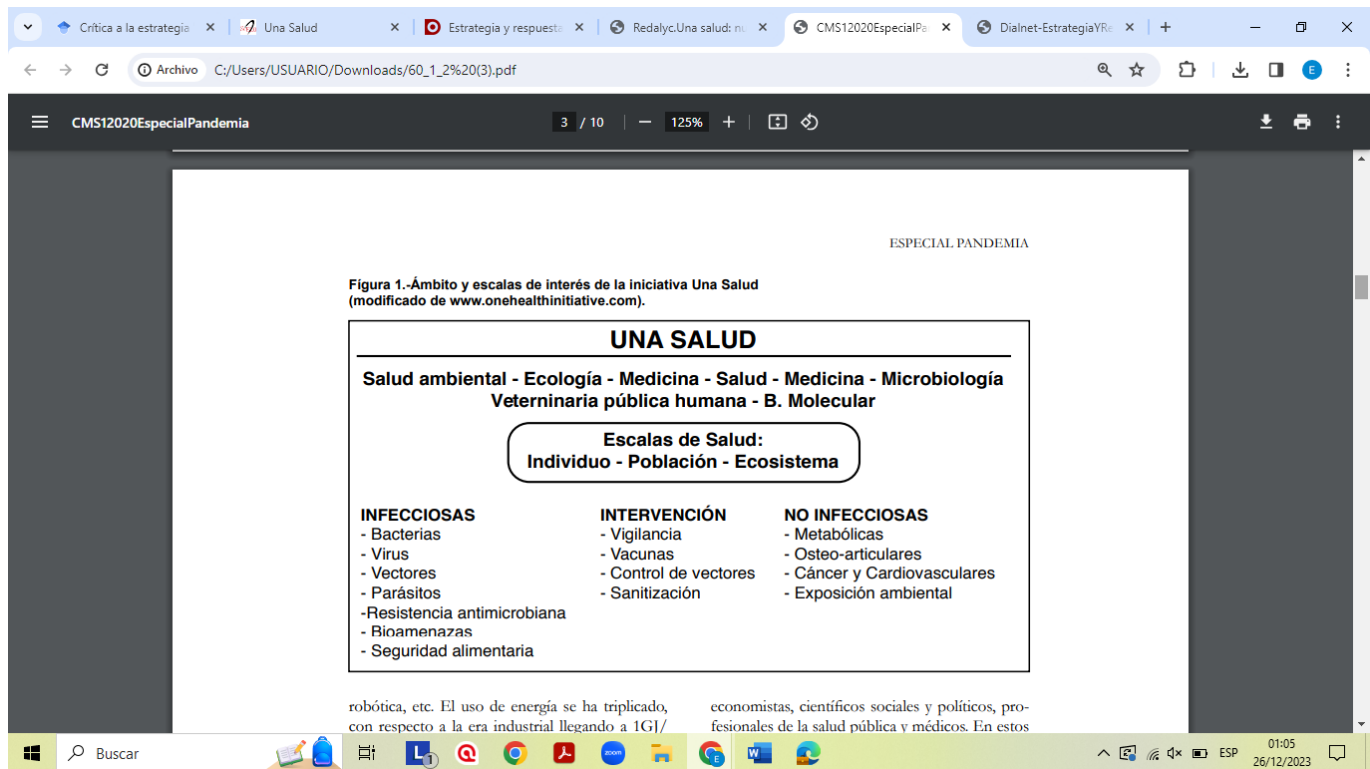 Crítica a la estrategia
Una Salud
Estrategia y respuesta
Redalyc.Una salud: nu
CMS12020EspecialPa
Dialnet-EstrategiaYRe
Archivo C:/Users/USUARIO/Downloads/60_1_2%20(3).pdf
E
CMS12020EspecialPandemia
3 / 10
125%
ESPECIAL PANDEMIA
Fígura 1.-Ámbito y escalas de interés de la iniciativa Una Salud
(modificado de www.onehealthinitiative.com).
UNA SALUD
Salud ambiental - Ecología - Medicina - Salud - Medicina - Microbiología
Veterninaria pública humana - B. Molecular
Escalas de Salud:
Individuo - Población - Ecosistema
INFECCIOSAS
- Bacterias
- Virus
- Vectores
- Parásitos
-Resistencia antimicrobiana
- Bioamenazas
- Seguridad alimentaria
INTERVENCIÓN
- Vigilancia
- Vacunas
- Control de vectores
- Sanitización
NO INFECCIOSAS
- Metabólicas
- Osteo-articulares
- Cáncer y Cardiovasculares
- Exposición ambiental
robótica, etc. El uso de energía se ha triplicado,
con respecto a la era industrial llegando a 1GJ/
economistas, científicos sociales y políticos, pro-
fesionales de la salud pública y médicos. En estos
Buscar
zoom
ESP
01:05
26/12/2023